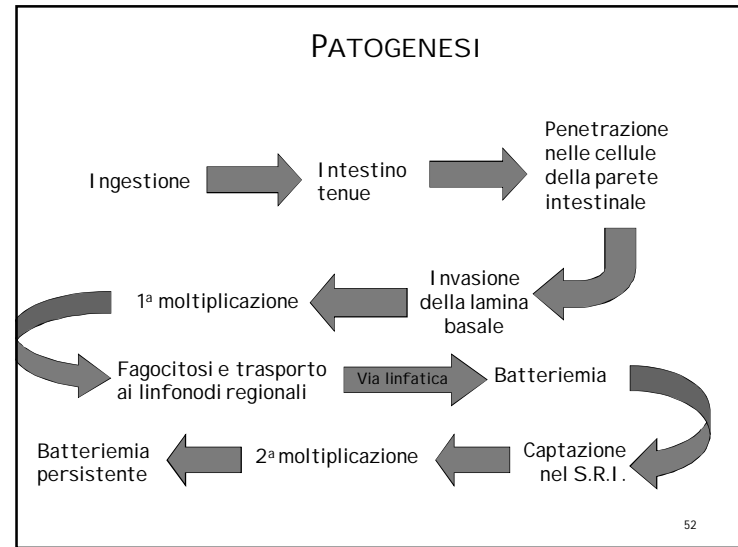 PATOGENESI
Ingestione
Intestino
tenue
Penetrazione
nelle cellule
della parete
intestinale
Invasione
della lamina
basale
1ª moltiplicazione
Fagocitosi e trasporto
ai linfonodi regionali
Via linfatica
Batteriemia
Captazione
nel S.R.I.
2ª moltiplicazione
Batteriemia
persistente
52